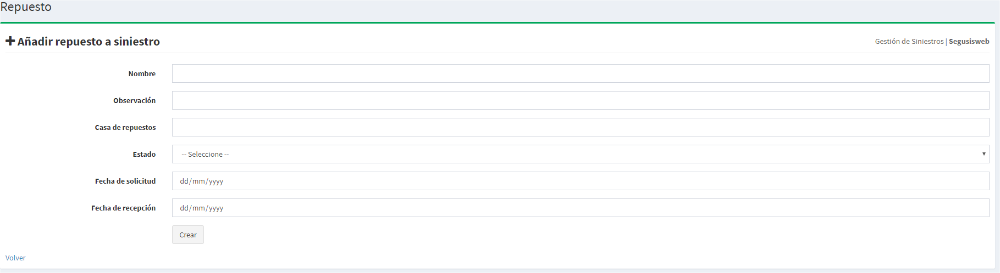 Repuesto
Añadir repuesto a siniestro
Gestión de Siniestros | Segusisweb
Nombre
Observación
Casa de repuestos
Estado
-- Seleccione --
Fecha de solicitud
dd/mm/yyyy
Fecha de recepción
dd/mm/yyyy
Crear
Volver